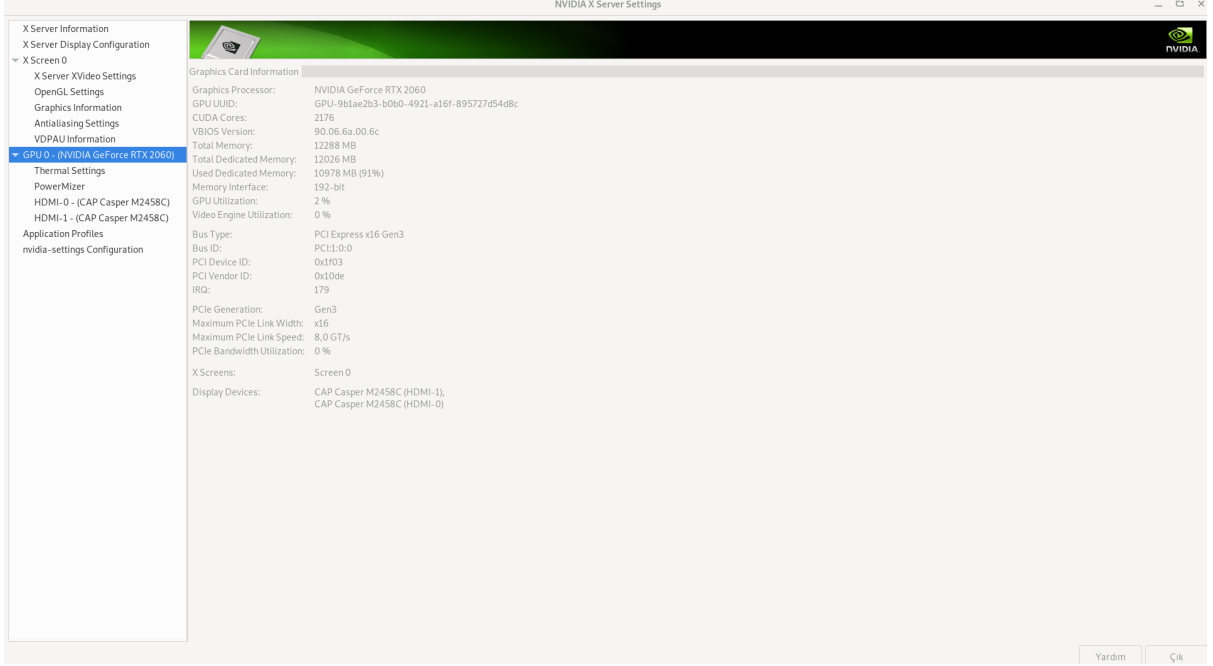 NVIDIA X Server Settings
X Server Information
X Server Display Configuration
X Screen 0
X Server XVideo Settings
OpenGL Settings
Graphics Information
Antialiasing Settings
VDPAU Information
GPU 0 - (NVIDIA GeForce RTX 2060)
Thermal Settings
PowerMizer
HDMI-0 - (CAP Casper M2458C)
HDMI-1 - (CAP Casper M2458C)
Application Profiles
nvidia-settings Configuration
NVIDIA.
Graphics Card Information
Graphics Processor: NVIDIA GeForce RTX 2060
GPU UUID: GPU-9b1ae2b3-b0b0-4921-a16f-895727d54d8c
CUDA Cores: 2176
VBIOS Version: 90.06.6a.00.6c
Total Memory: 12288 MB
Total Dedicated Memory: 12026 MB
Used Dedicated Memory: 10978 MB (91%)
Memory Interface: 192-bit
GPU Utilization: 2 %
Video Engine Utilization: 0 %
Bus Type: PCI Express x16 Gen3
Bus ID: PCI:1:0:0
PCI Device ID: 0x1f03
PCI Vendor ID: 0x10de
IRQ: 179
PCIe Generation: Gen3
Maximum PCIe Link Width: x16
Maximum PCIe Link Speed: 8,0 GT/s
PCIe Bandwidth Utilization: 0 %
X Screens: Screen 0
Display Devices: CAP Casper M2458C (HDMI-1),
CAP Casper M2458C (HDMI-0)
Yardım
Çık